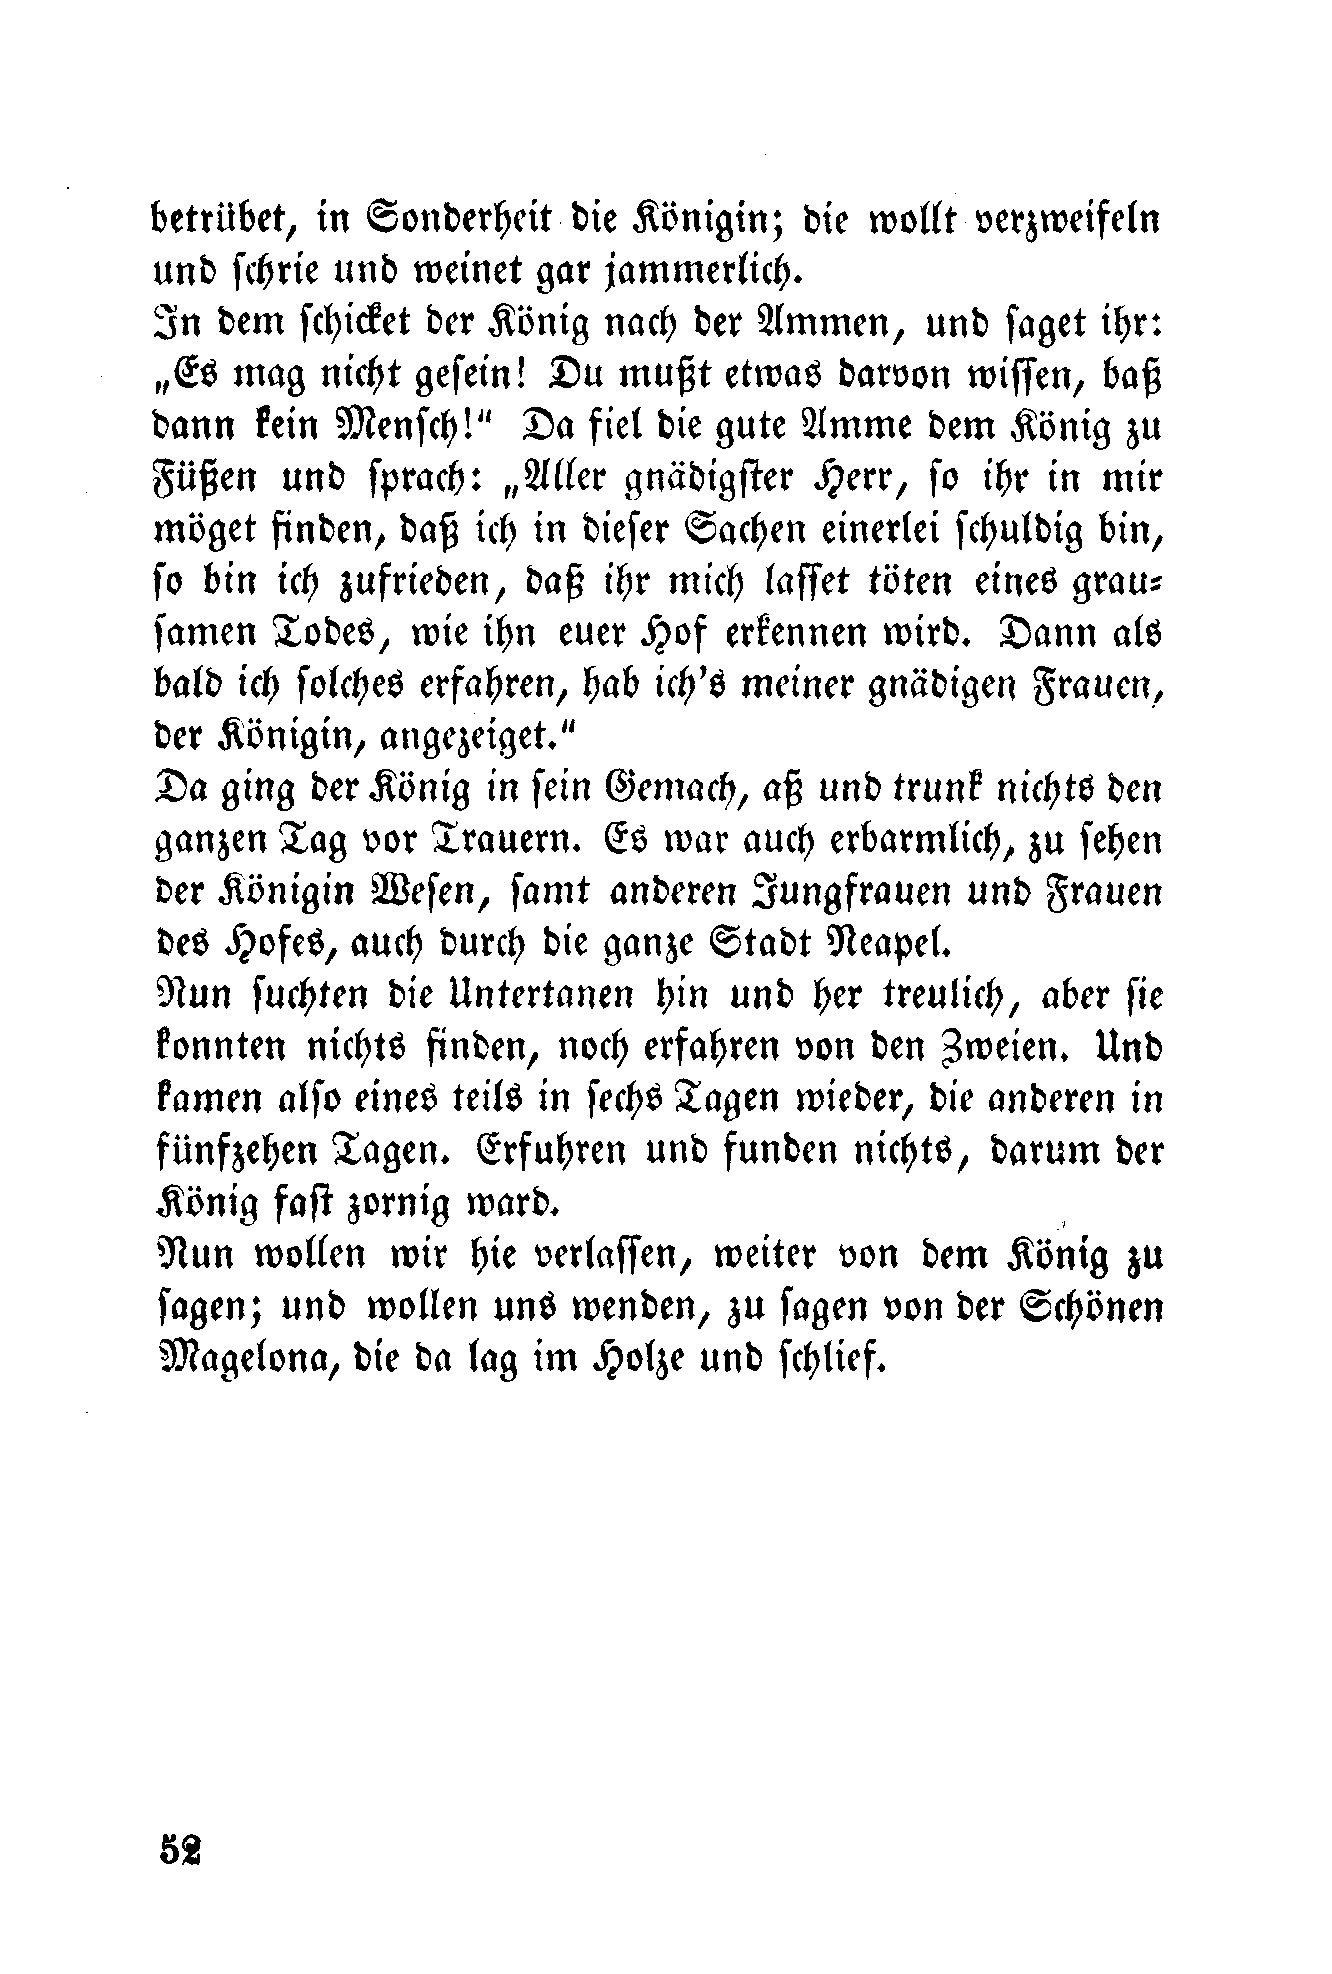 betrübet, in Sonderheit die Königin; die wollt verzweifeln
und schrie und weinet gar jammerlich.
In dem schicket der König nach der Ammen, und saget ihr:
„Es mag nicht gesein! Du mußt etwas darvon wissen, baß
dann kein Mensch!“ Da fiel die gute Amme dem König zu
Füßen und sprach: „Aller gnädigster Herr, so ihr in mir
möget finden, daß ich in dieser Sachen einerlei schuldig bin,
so bin ich zufrieden, daß ihr mich lasset töten eines grau-
samen Todes, wie ihn euer Hof erkennen wird. Dann als
bald ich solches erfahren, hab ich's meiner gnädigen Frauen,
der Königin, angezeiget.“
Da ging der König in sein Gemach, aß und trunk nichts den
ganzen Tag vor Trauern. Es war auch erbarmlich, zu sehen
der Königin Wesen, samt anderen Jungfrauen und Frauen
des Hofes, auch durch die ganze Stadt Neapel.
Nun suchten die Untertanen hin und her treulich, aber sie
konnten nichts finden, noch erfahren von den Zweien. Und
kamen also eines teils in sechs Tagen wieder, die anderen in
fünfzehen Tagen. Erfuhren und funden nichts, darum der
König fast zornig ward.
Nun wollen wir hie verlassen, weiter von dem König zu
sagen; und wollen uns wenden, zu sagen von der Schönen
Magelona, die da lag im Holze und schlief.
52